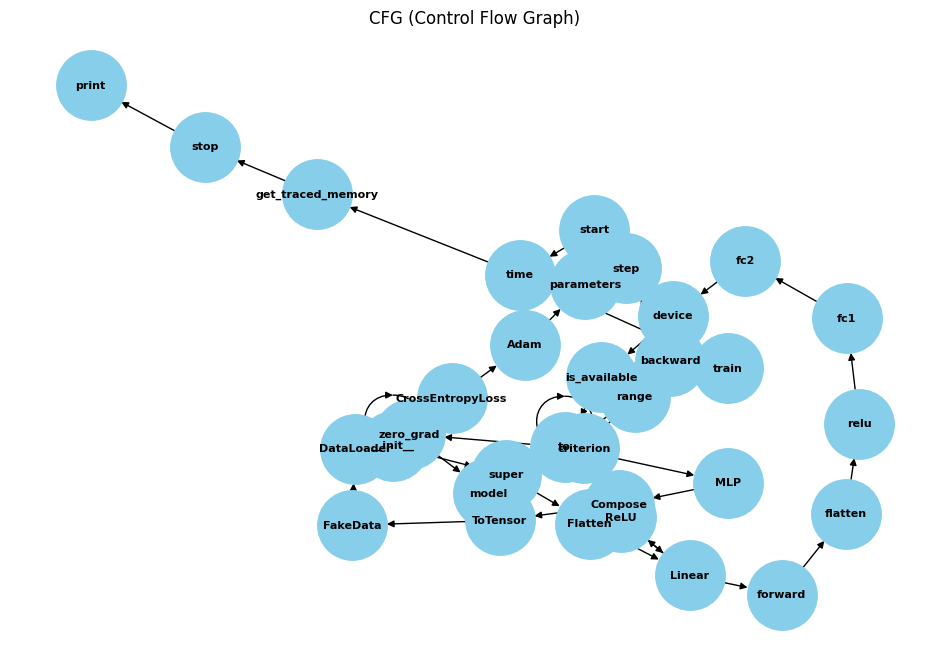 CFG (Control Flow Graph)
print
stop
get_traced_memory
start
fc2
step
time
parameters
device
fc1
Adam
backward
train
is_available
range
CrossEntropyLoss
relu
zero_grad
DataLoader
__init__
to
criterion
super
MLP
model
Compose
flatten
ReLU
ToTensor
Flatten
FakeData
Linear
forward